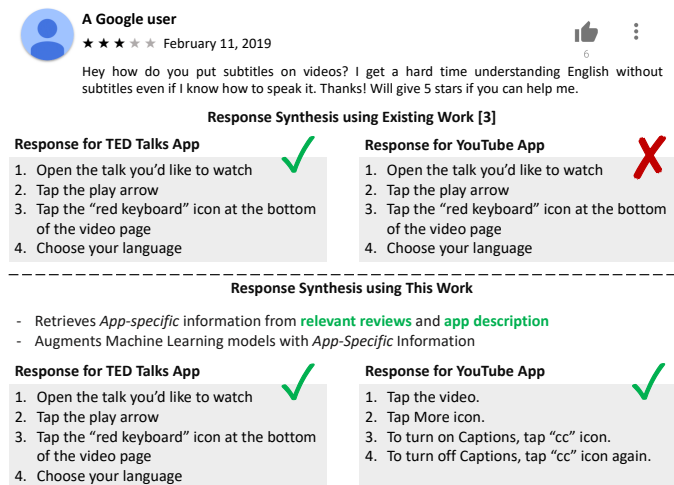 A Google user
★ ★ ★ ★ ★ February 11, 2019
6
Hey how do you put subtitles on videos? I get a hard time understanding English without
subtitles even if I know how to speak it. Thanks! Will give 5 stars if you can help me.
Response Synthesis using Existing Work [3]
Response for TED Talks App
1. Open the talk you’d like to watch
2. Tap the play arrow
3. Tap the “red keyboard” icon at the bottom
of the video page
4. Choose your language
Response for YouTube App
1. Open the talk you’d like to watch
2. Tap the play arrow
3. Tap the “red keyboard” icon at the bottom
of the video page
4. Choose your language
Response Synthesis using This Work
- Retrieves App-specific information from relevant reviews and app description
- Augments Machine Learning models with App-Specific Information
Response for TED Talks App
1. Open the talk you’d like to watch
2. Tap the play arrow
3. Tap the “red keyboard” icon at the bottom
of the video page
4. Choose your language
Response for YouTube App
1. Tap the video.
2. Tap More icon.
3. To turn on Captions, tap “cc” icon.
4. To turn off Captions, tap “cc” icon again.